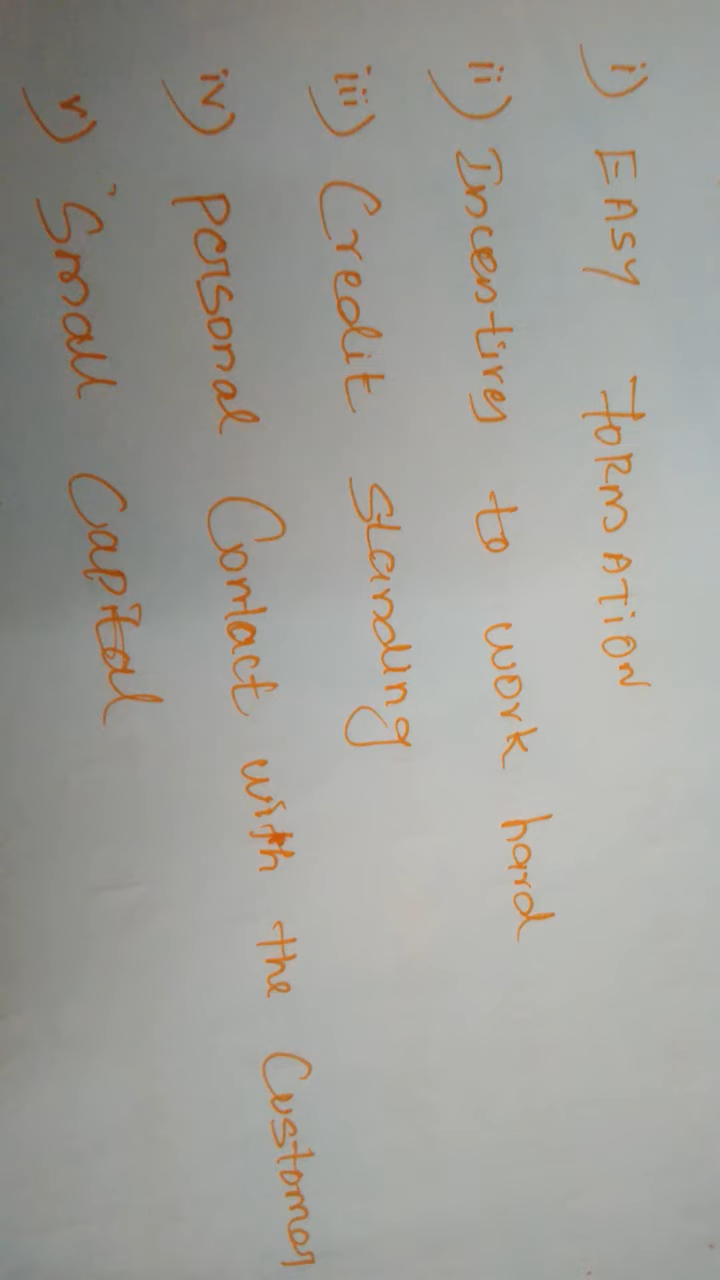 i) EASY FORMATION
ii) Incentives to work hard
iii) Credit standing
iv) Personal Contact with the Customer
v) Small Capital